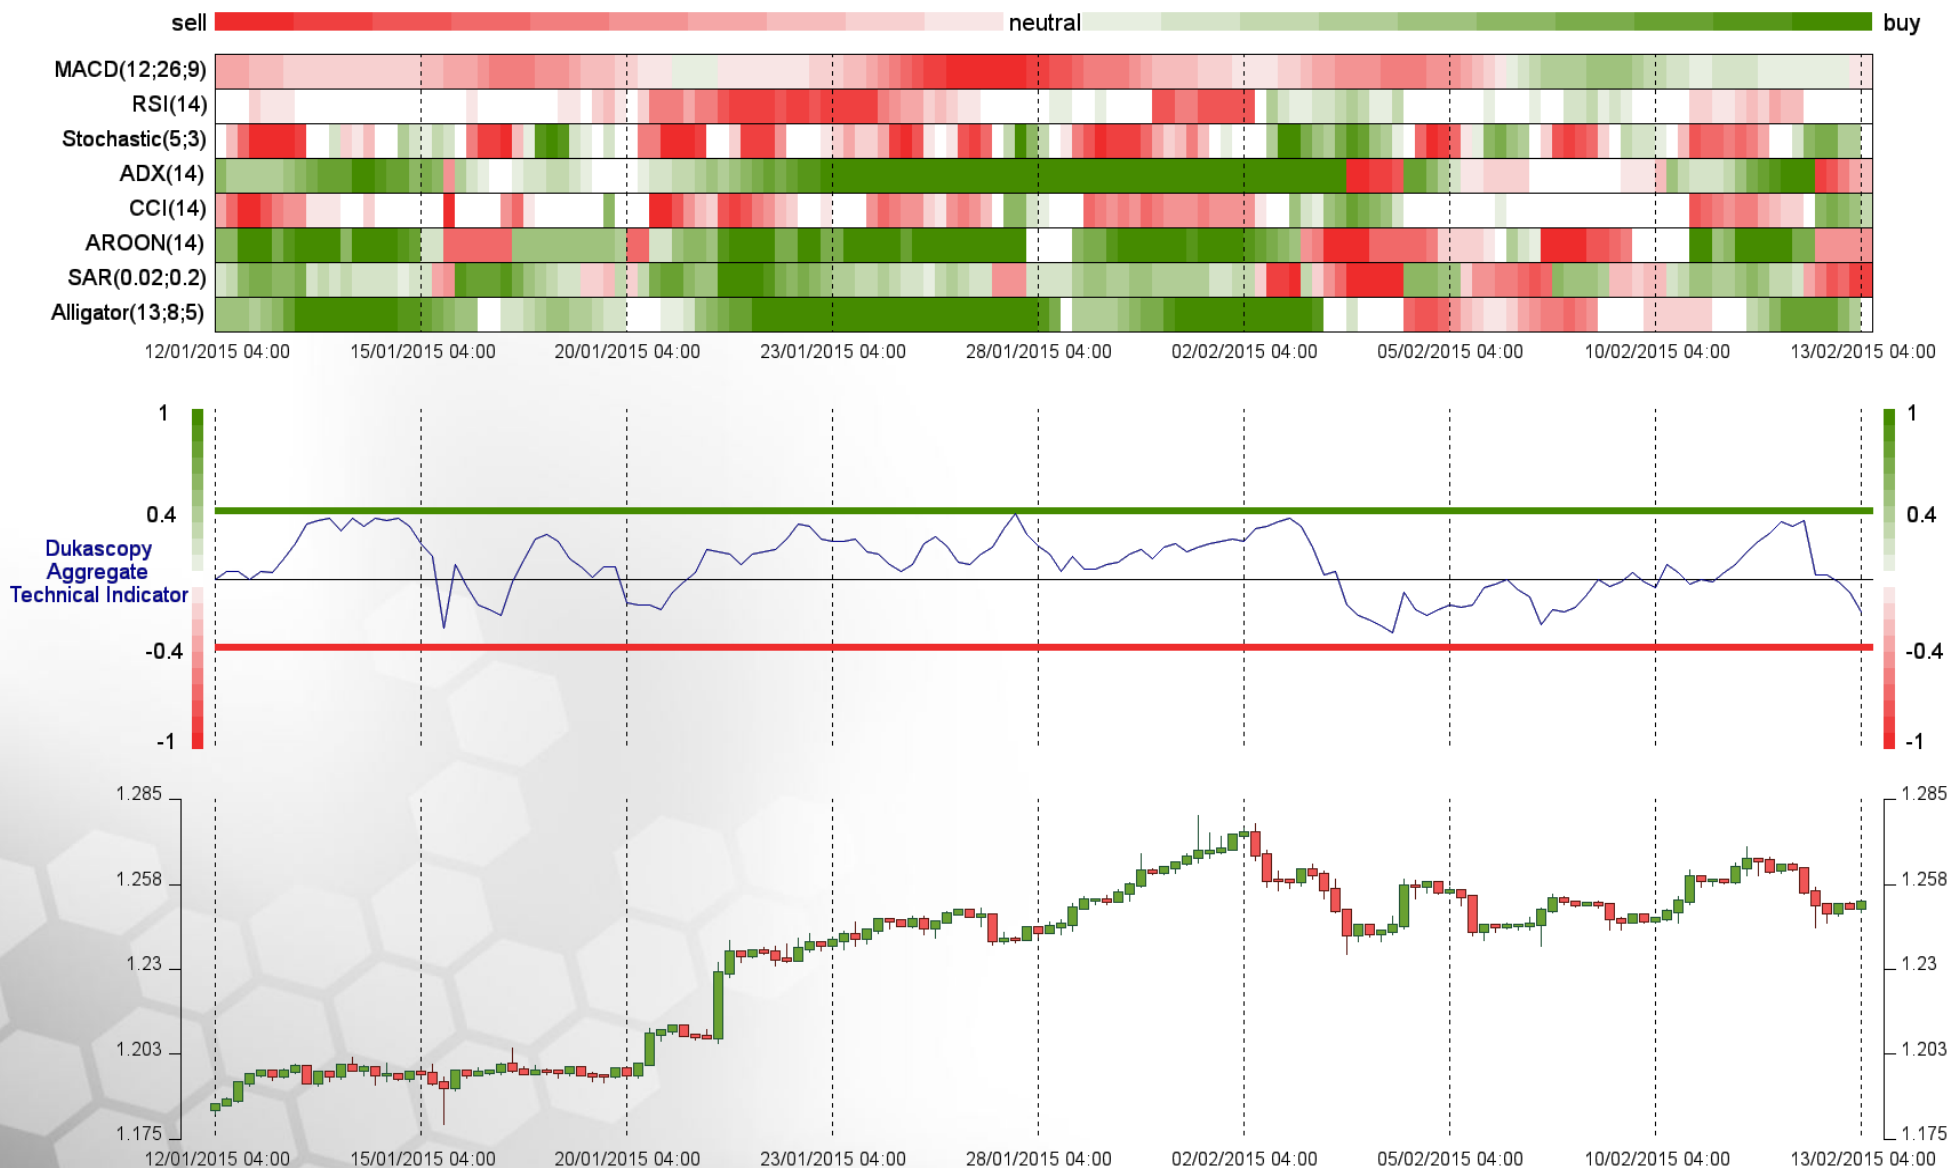 sell neutral buy
MACD(12;26;9)
RSI(14)
Stochastic(5;3)
ADX(14)
CCI(14)
AROON(14)
SAR(0.02;0.2)
Alligator(13;8;5)
12/01/2015 04:00 15/01/2015 04:00 20/01/2015 04:00 23/01/2015 04:00 28/01/2015 04:00 02/02/2015 04:00 05/02/2015 04:00 10/02/2015 04:00 13/02/2015 04:00
1 1
0.4 0.4
Dukascopy
Aggregate
Technical Indicator
-0.4 -0.4
-1 -1
1.285 1.285
1.258 1.258
1.23 1.23
1.203 1.203
1.175 1.175
12/01/2015 04:00 15/01/2015 04:00 20/01/2015 04:00 23/01/2015 04:00 28/01/2015 04:00 02/02/2015 04:00 05/02/2015 04:00 10/02/2015 04:00 13/02/2015 04:00